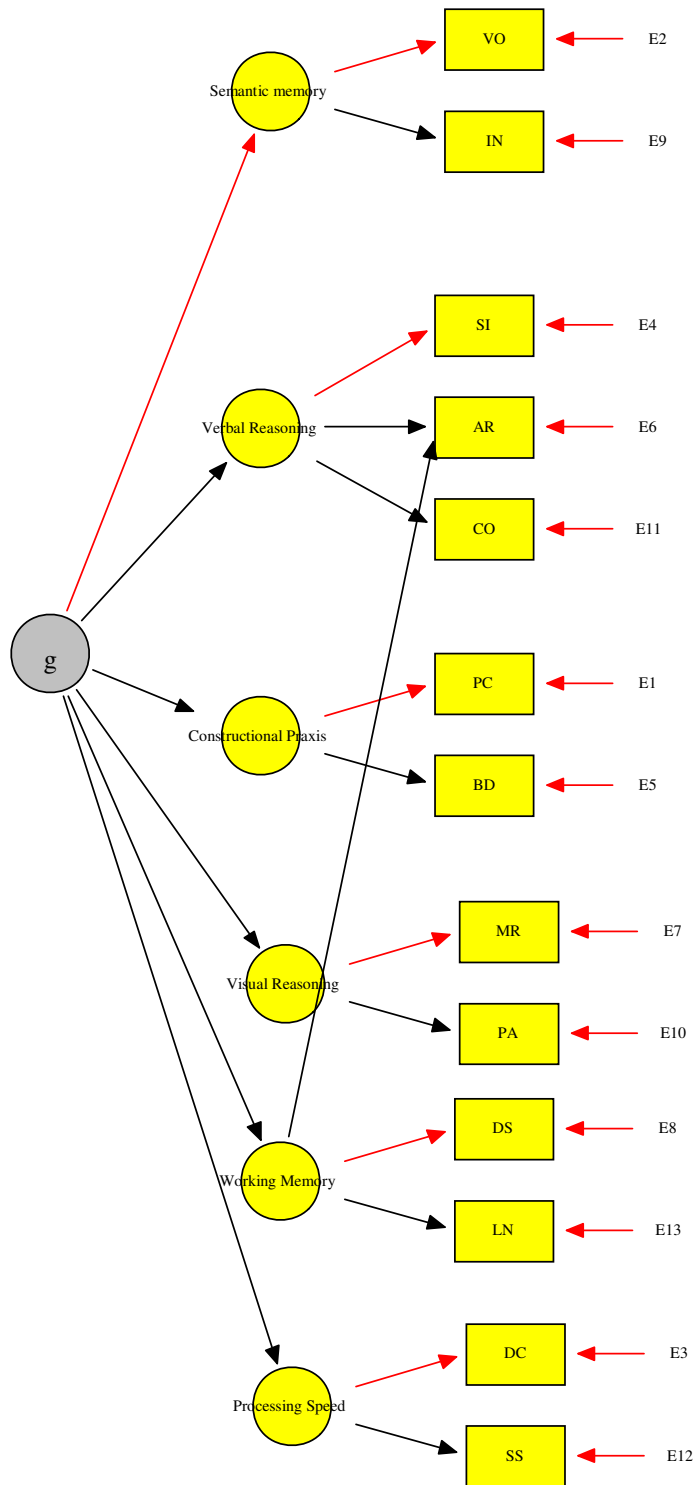 VO
E2
Semantic memory
IN
E9
SI
E4
Verbal Reasoning
AR
E6
CO
E11
g
PC
E1
Constructional Praxis
BD
E5
MR
E7
Visual Reasoning
PA
E10
DS
E8
Working Memory
LN
E13
DC
E3
Processing Speed
SS
E12